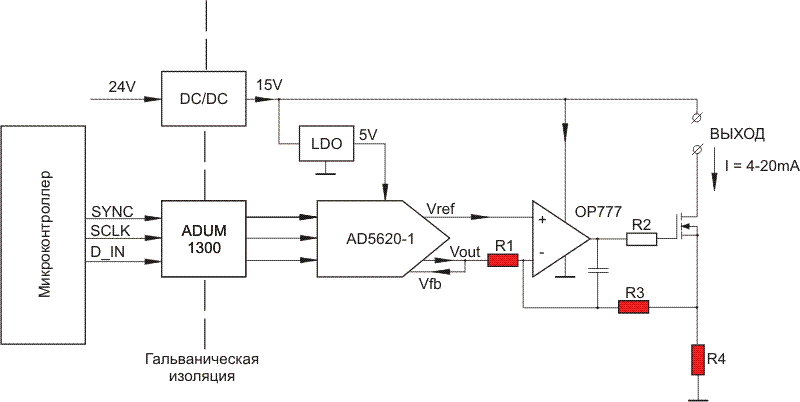 24V
DC/DC
15V
LDO
5V
ВЫХОД
I = 4-20mA
Микроконтроллер
SYNC
SCLK
D_IN
ADUM
1300
AD5620-1
Vref
Vout
Vfb
R1
+
-
OP777
R2
R3
R4
Гальваническая
изоляция